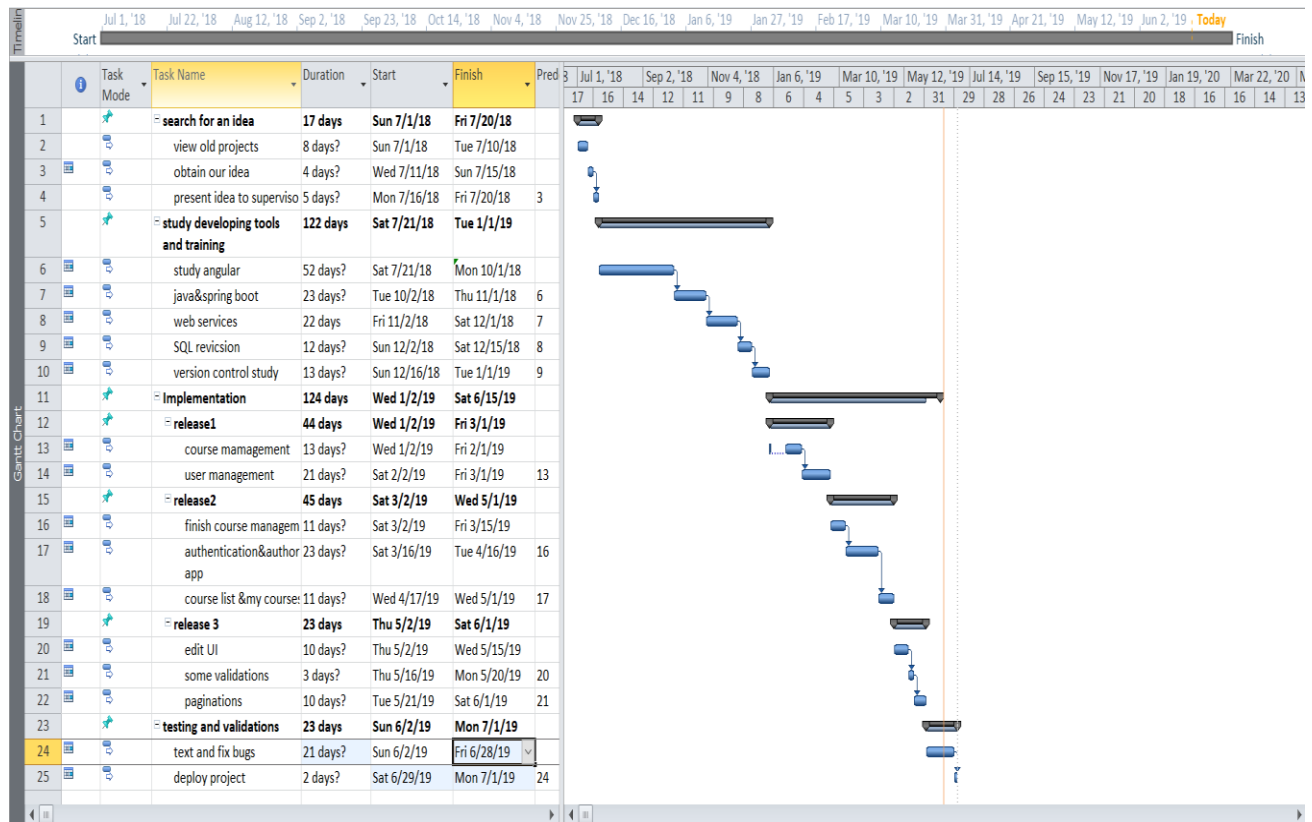 Timelin
Jul 1, '18 Jul 22, '18 Aug 12, '18 Sep 2, '18 Sep 23, '18 Oct 14, '18 Nov 4, '18 Nov 25, '18 Dec 16, '18 Jan 6, '19 Jan 27, '19 Feb 17, '19 Mar 10, '19 Mar 31, '19 Apr 21, '19 May 12, '19 Jun 2, '19 Today
Start Finish
Task Mode Task Name Duration Start Finish Pred
8 Jul 1, '18 Sep 2, '18 Nov 4, '18 Jan 6, '19 Mar 10, '19 May 12, '19 Jul 14, '19 Sep 15, '19 Nov 17, '19 Jan 19, '20 Mar 22, '20 M
17 16 14 12 11 9 8 6 4 5 3 2 31 29 28 26 24 23 21 20 18 16 16 14 13
1 search for an idea 17 days Sun 7/1/18 Fri 7/20/18
2 view old projects 8 days? Sun 7/1/18 Tue 7/10/18
3 obtain our idea 4 days? Wed 7/11/18 Sun 7/15/18
4 present idea to superviso 5 days? Mon 7/16/18 Fri 7/20/18 3
5 study developing tools and training 122 days Sat 7/21/18 Tue 1/1/19
6 study angular 52 days? Sat 7/21/18 Mon 10/1/18
7 java&spring boot 23 days? Tue 10/2/18 Thu 11/1/18 6
8 web services 22 days Fri 11/2/18 Sat 12/1/18 7
9 SQL revicsion 12 days? Sun 12/2/18 Sat 12/15/18 8
10 version control study 13 days? Sun 12/16/18 Tue 1/1/19 9
11 Implementation 124 days Wed 1/2/19 Sat 6/15/19
12 release1 44 days Wed 1/2/19 Fri 3/1/19
13 course mamagement 13 days? Wed 1/2/19 Fri 2/1/19
14 user management 21 days? Sat 2/2/19 Fri 3/1/19 13
15 release2 45 days Sat 3/2/19 Wed 5/1/19
16 finish course managem 11 days? Sat 3/2/19 Fri 3/15/19
17 authentication&author app 23 days? Sat 3/16/19 Tue 4/16/19 16
18 course list &my course: 11 days? Wed 4/17/19 Wed 5/1/19 17
19 release 3 23 days Thu 5/2/19 Sat 6/1/19
20 edit UI 10 days? Thu 5/2/19 Wed 5/15/19
21 some validations 3 days? Thu 5/16/19 Mon 5/20/19 20
22 paginations 10 days? Tue 5/21/19 Sat 6/1/19 21
23 testing and validations 23 days Sun 6/2/19 Mon 7/1/19
24 text and fix bugs 21 days? Sun 6/2/19 Fri 6/28/19
25 deploy project 2 days? Sat 6/29/19 Mon 7/1/19 24
Gantt Chart